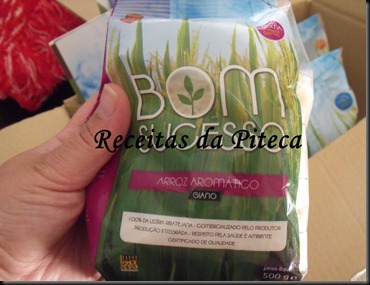 BOM
SUCESSO
Receitas da Piteca
ARROZ AROMÁTICO
GIANO
100% DA LEZÍRIA RIBATEJANA - COMERCIALIZADO PELO PRODUTOR
PRODUÇÃO INTEGRADA - RESPEITO PELA SAÚDE E AMBIENTE
CERTIFICADO DE QUALIDADE
500 g e